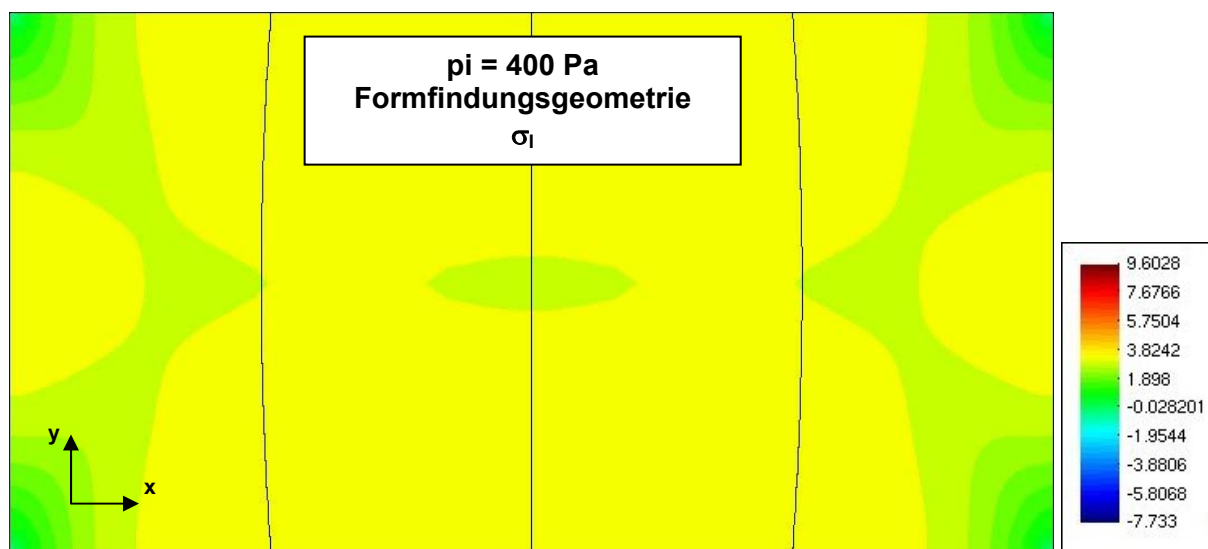 pi = 400 Pa
Formfindungsgeometrie
σI
y
x
9.6028
7.6766
5.7504
3.8242
1.898
-0.028201
-1.9544
-3.8806
-5.8068
-7.733